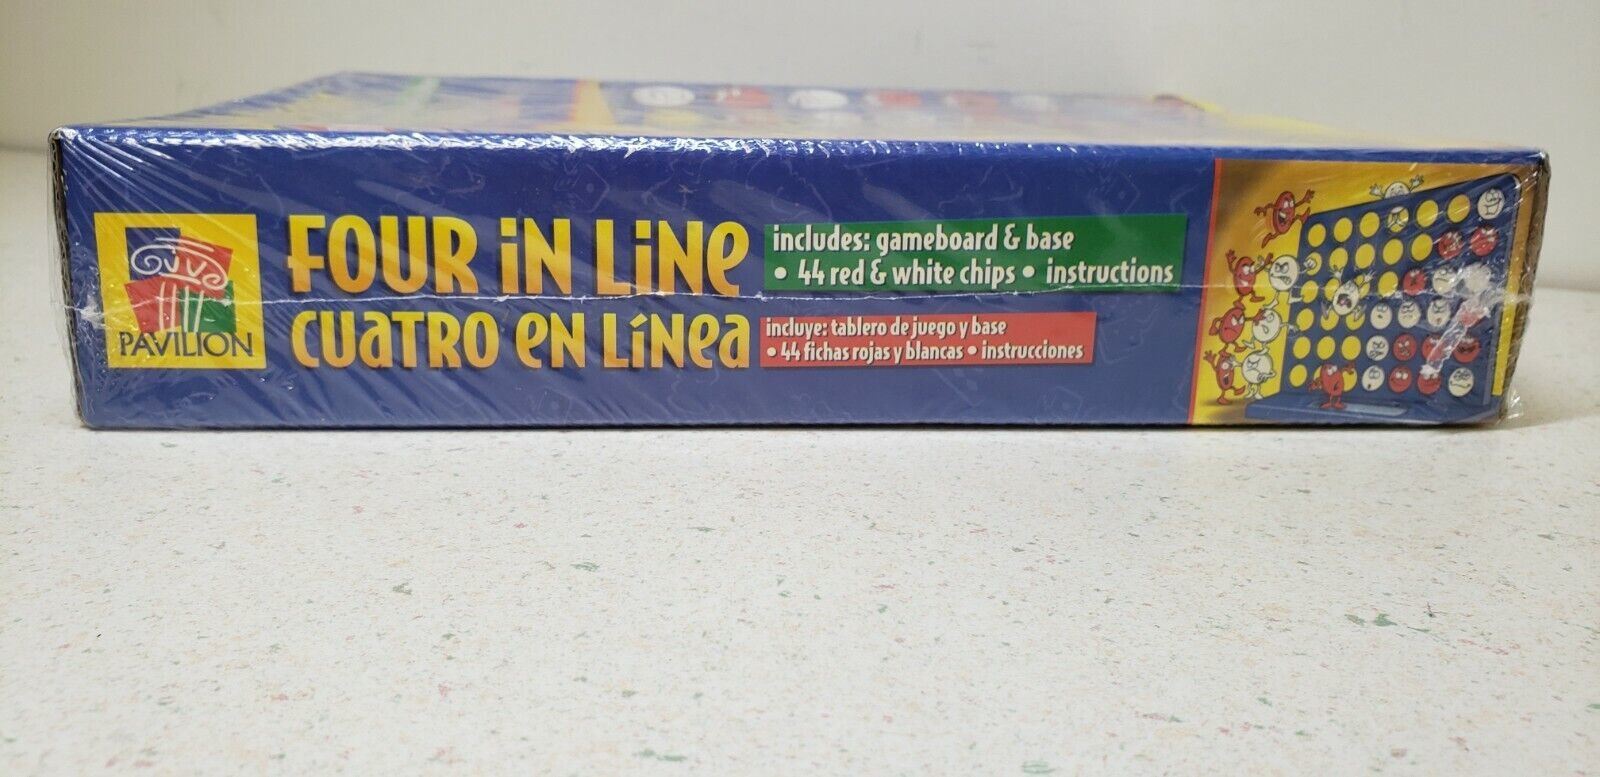 PAVILION
FOUR iN LiNe
includes: gameboard & base
• 44 red & white chips • instructions
CUATRO eN LíNea
incluye: tablero de juego y base
• 44 fichas rojas y blancas • instrucciones